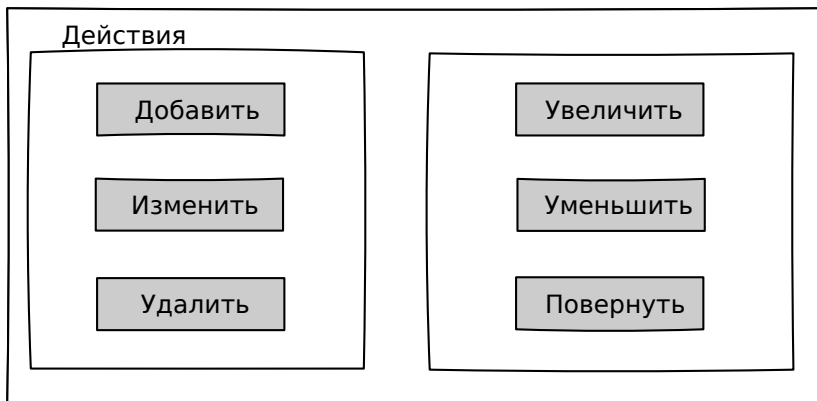 Действия
Добавить
Изменить
Удалить
Увеличить
Уменьшить
Повернуть